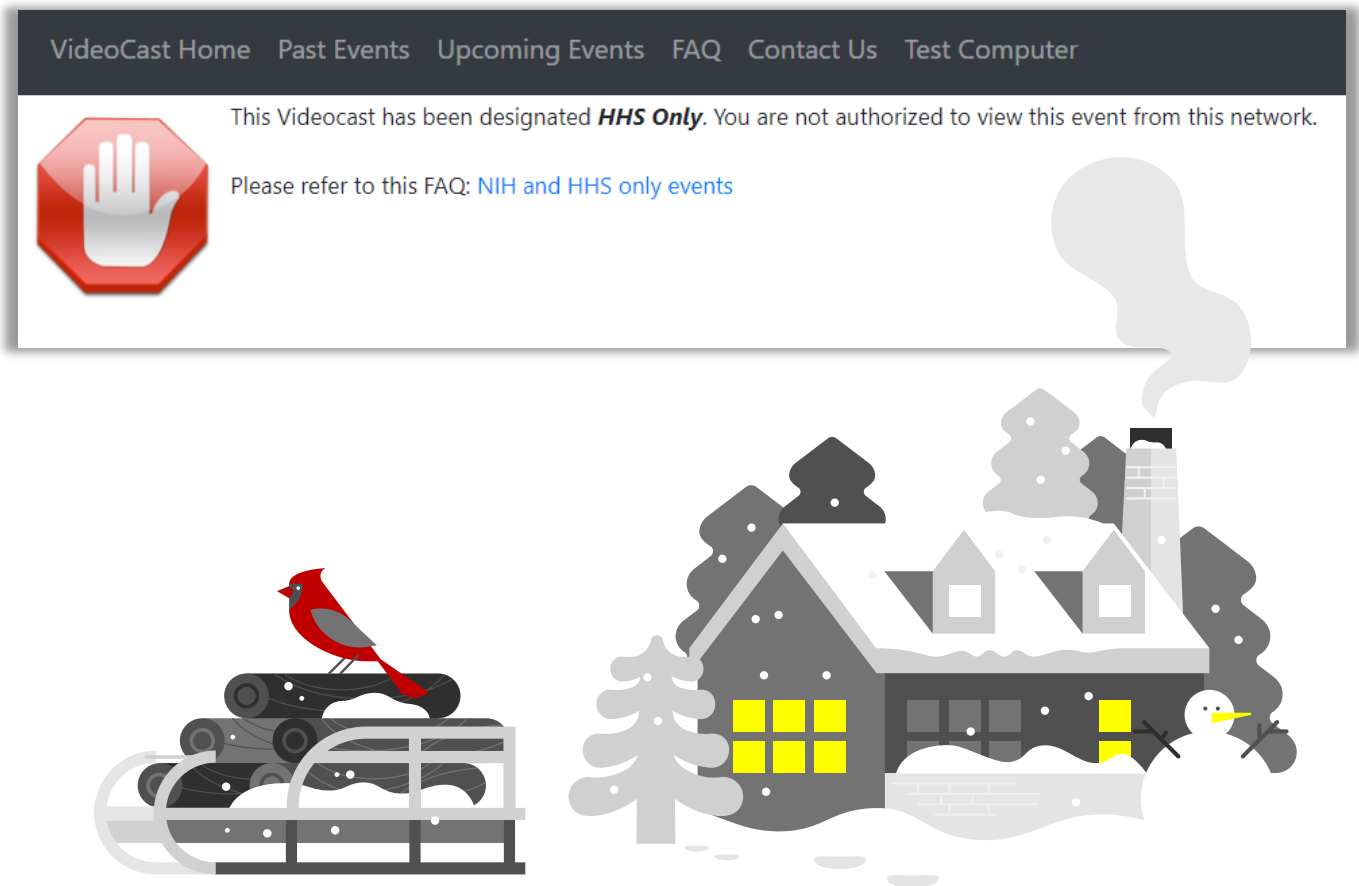 VideoCast Home Past Events Upcoming Events FAQ Contact Us Test Computer
This Videocast has been designated HHS Only. You are not authorized to view this event from this network.
Please refer to this FAQ: NIH and HHS only events